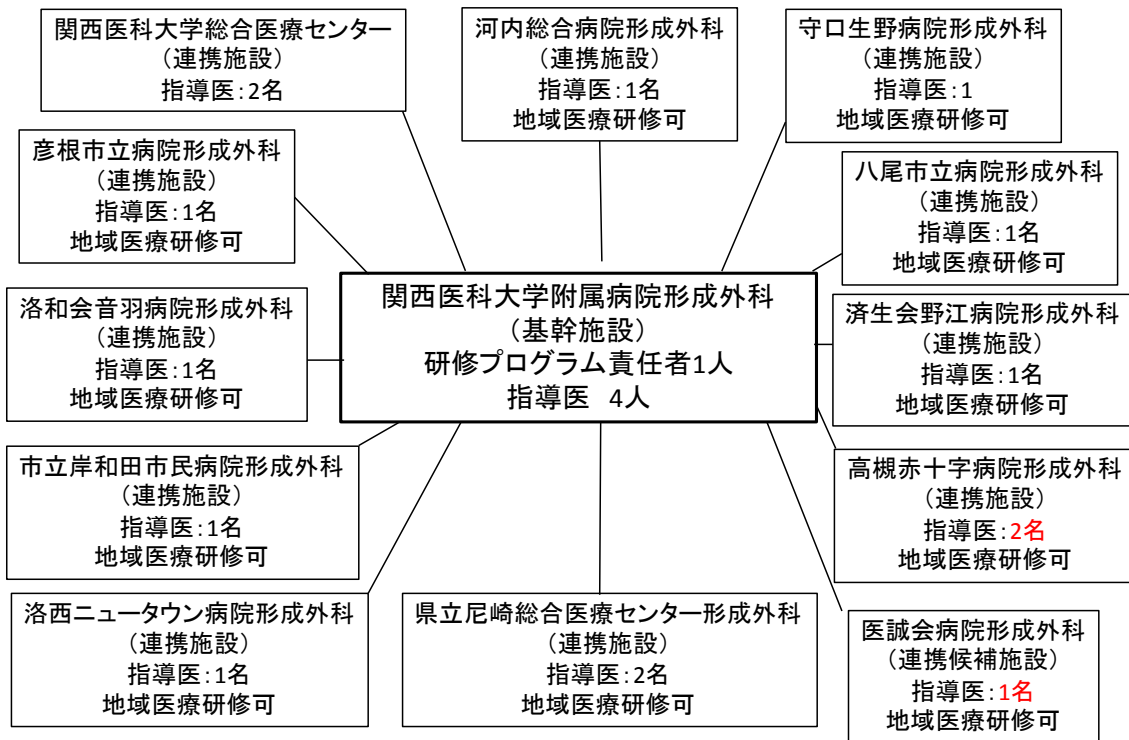 関西医科大学総合医療センター
(連携施設)
指導医:2名
河内総合病院形成外科
(連携施設)
指導医:1名
地域医療研修可
守口生野病院形成外科
(連携施設)
指導医:1
地域医療研修可
彦根市立病院形成外科
(連携施設)
指導医:1名
地域医療研修可
八尾市立病院形成外科
(連携施設)
指導医:1名
地域医療研修可
関西医科大学附属病院形成外科
(基幹施設)
研修プログラム責任者1人
指導医 4人
洛和会音羽病院形成外科
(連携施設)
指導医:1名
地域医療研修可
済生会野江病院形成外科
(連携施設)
指導医:1名
地域医療研修可
市立岸和田市民病院形成外科
(連携施設)
指導医:1名
地域医療研修可
高槻赤十字病院形成外科
(連携施設)
指導医:2名
地域医療研修可
洛西ニュータウン病院形成外科
(連携施設)
指導医:1名
地域医療研修可
県立尼崎総合医療センター形成外科
(連携施設)
指導医:2名
地域医療研修可
医誠会病院形成外科
(連携候補施設)
指導医:1名
地域医療研修可